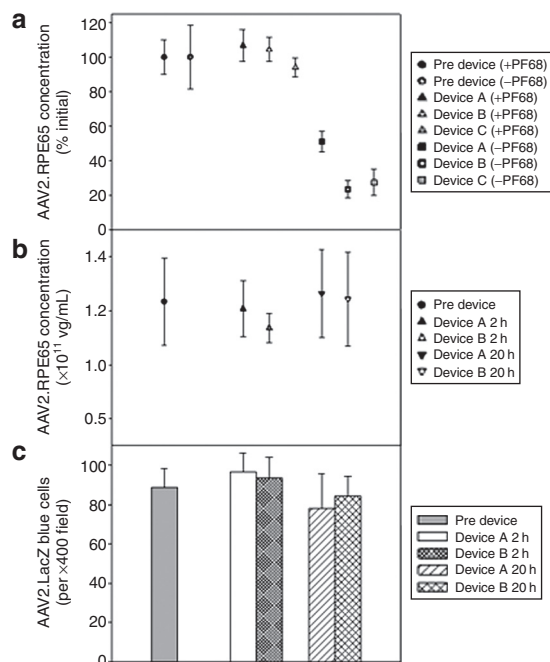 a
120
100
80
60
40
20
0
AAV2.RPE65 concentration
(% initial)
Pre device (+PF68)
Pre device (−PF68)
Device A (+PF68)
Device B (+PF68)
Device C (+PF68)
Device A (−PF68)
Device B (−PF68)
Device C (−PF68)
b
1.4
1.2
1.0
0.5
AAV2.RPE65 concentration
(×10¹¹ vg/mL)
Pre device
Device A 2 h
Device B 2 h
Device A 20 h
Device B 20 h
c
100
80
60
40
20
0
AAV2.LacZ blue cells
(per ×400 field)
Pre device
Device A 2 h
Device B 2 h
Device A 20 h
Device B 20 h